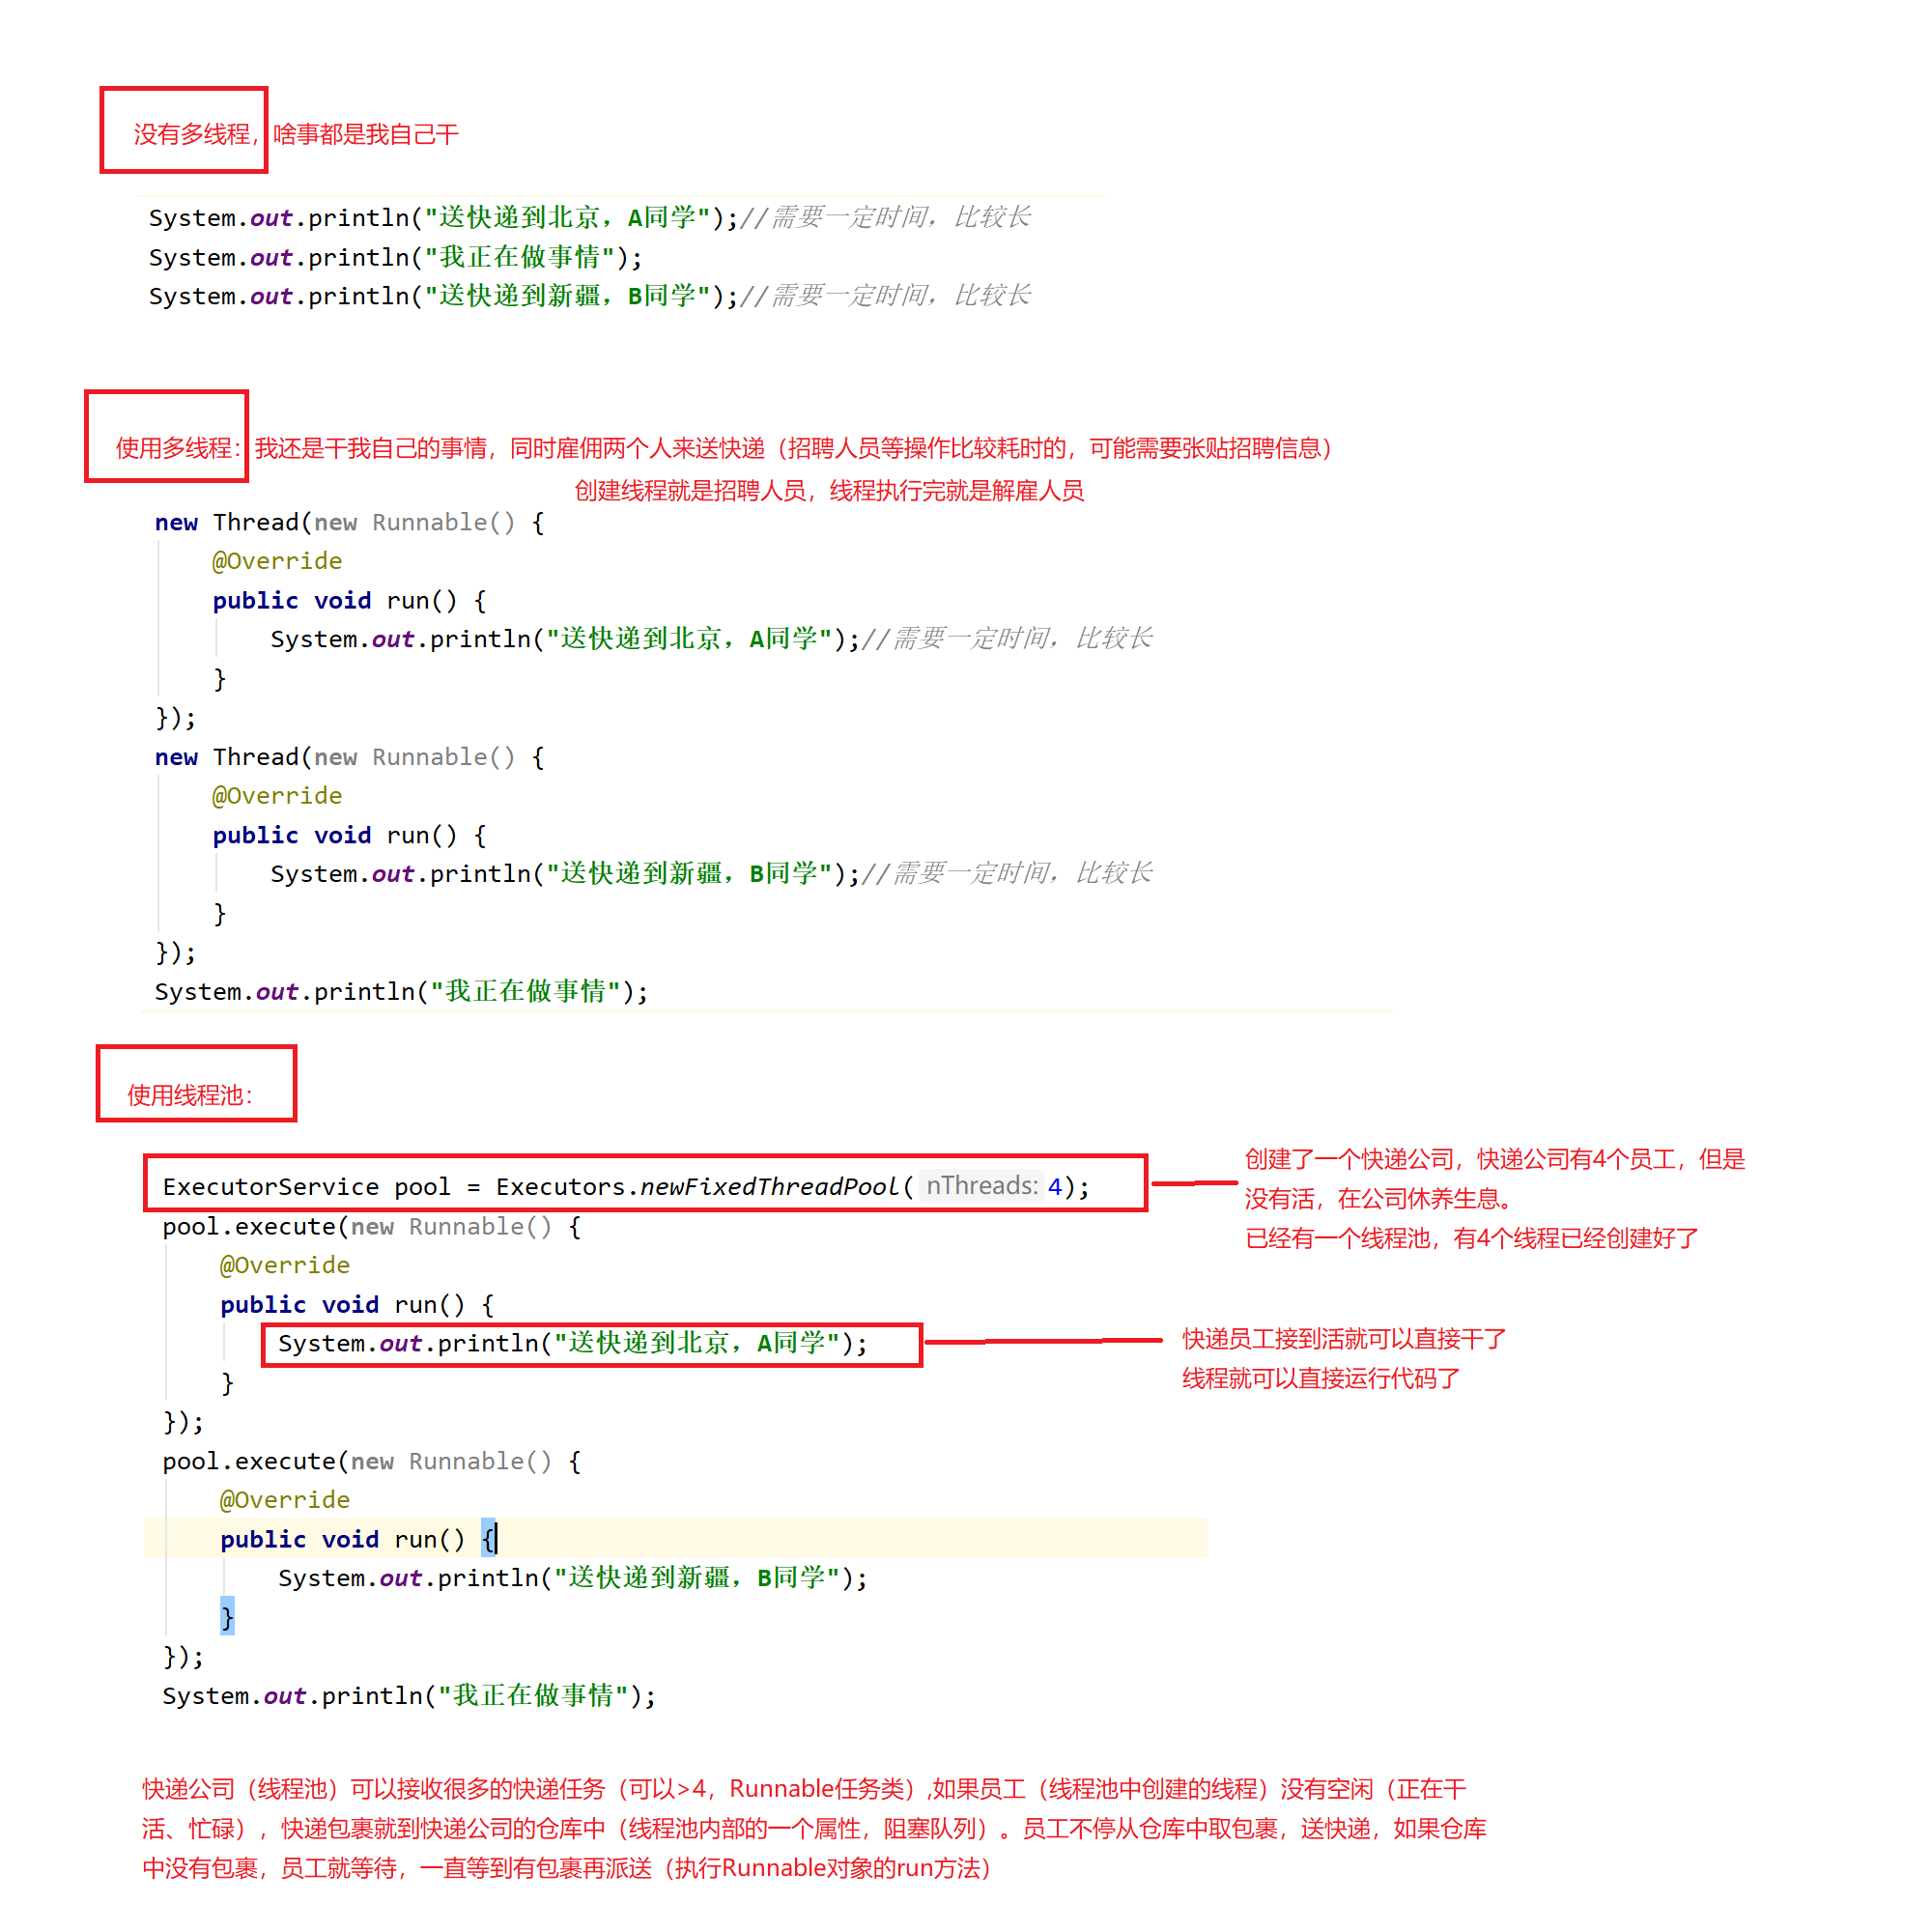 没有多线程，啥事都是我自己干
System.out.println("送快递到北京，A同学");//需要一定时间，比较长
System.out.println("我正在做事情");
System.out.println("送快递到新疆，B同学");//需要一定时间，比较长
使用多线程：我还是干我自己的事情，同时雇佣两个人来送快递（招聘人员等操作比较耗时的，可能需要张贴招聘信息）
创建线程就是招聘人员，线程执行完就是解雇人员
new Thread(new Runnable() {
@Override
public void run() {
System.out.println("送快递到北京，A同学");//需要一定时间，比较长
}
});
new Thread(new Runnable() {
@Override
public void run() {
System.out.println("送快递到新疆，B同学");//需要一定时间，比较长
}
});
System.out.println("我正在做事情");
使用线程池：
ExecutorService pool = Executors.newFixedThreadPool( nThreads: 4);
创建了一个快递公司，快递公司有4个员工，但是
没有活，在公司休养生息。
已经有一个线程池，有4个线程已经创建好了
pool.execute(new Runnable() {
@Override
public void run() {
System.out.println("送快递到北京，A同学");
快递员工接到活就可以直接干了
线程就可以直接运行代码了
}
});
pool.execute(new Runnable() {
@Override
public void run() {
System.out.println("送快递到新疆，B同学");
}
});
System.out.println("我正在做事情");
快递公司（线程池）可以接收很多的快递任务（可以>4，Runnable任务类）,如果员工（线程池中创建的线程）没有空闲（正在干
活、忙碌），快递包裹就到快递公司的仓库中（线程池内部的一个属性，阻塞队列）。员工不停从仓库中取包裹，送快递，如果仓库
中没有包裹，员工就等待，一直等到有包裹再派送（执行Runnable对象的run方法）